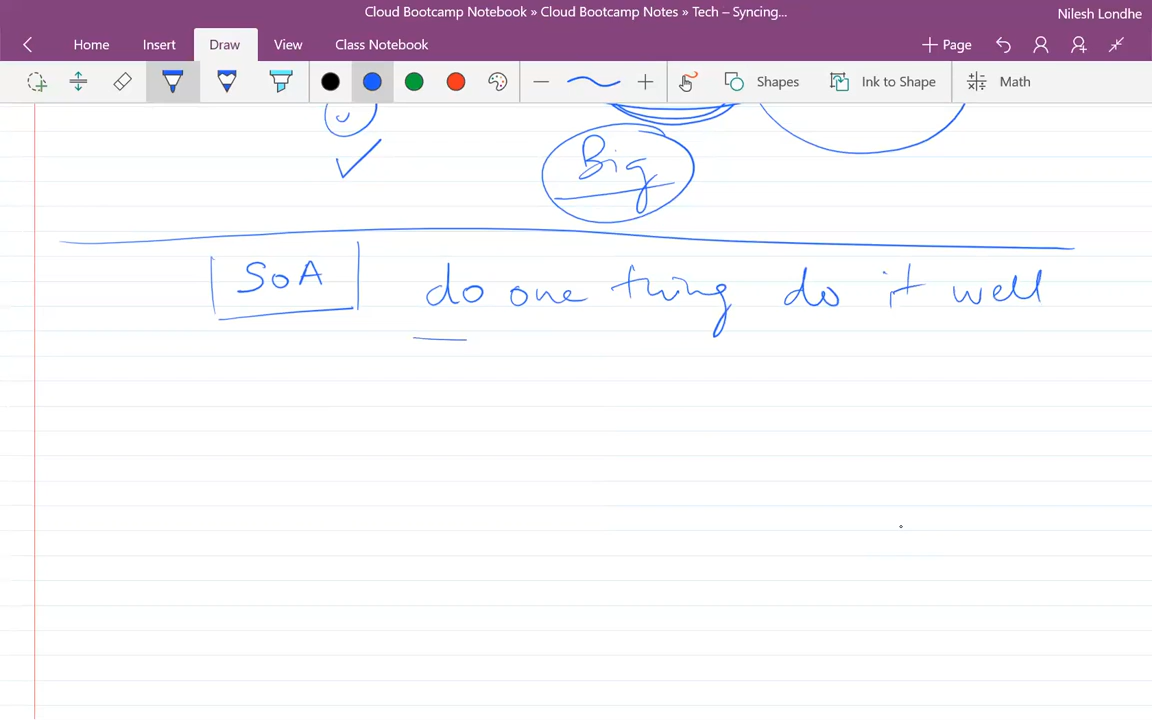 Cloud Bootcamp Notebook » Cloud Bootcamp Notes » Tech – Syncing...
Nilesh Londhe
Home Insert Draw View Class Notebook
Page
Shapes Ink to Shape Math
Big
SOA do one thing do it well